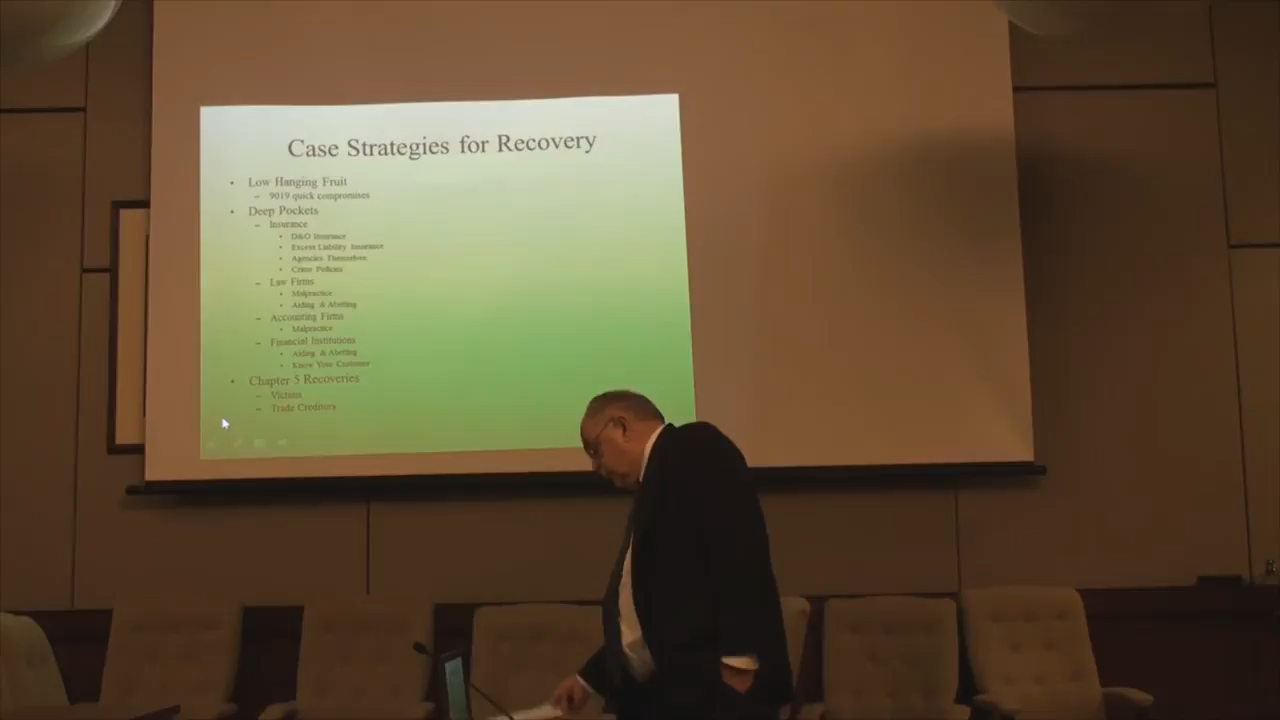 Case Strategies for Recovery
• Low Hanging Fruit
– 9019 quick compromises
• Deep Pockets
– Insurance
• D&O Insurance
• Excess Liability Insurance
• Agencies Themselves
• Crime Policies
– Law Firms
• Malpractice
• Aiding & Abetting
– Accounting Firms
• Malpractice
– Financial Institutions
• Aiding & Abetting
• Know Your Customer
• Chapter 5 Recoveries
– Victims
– Trade Creditors